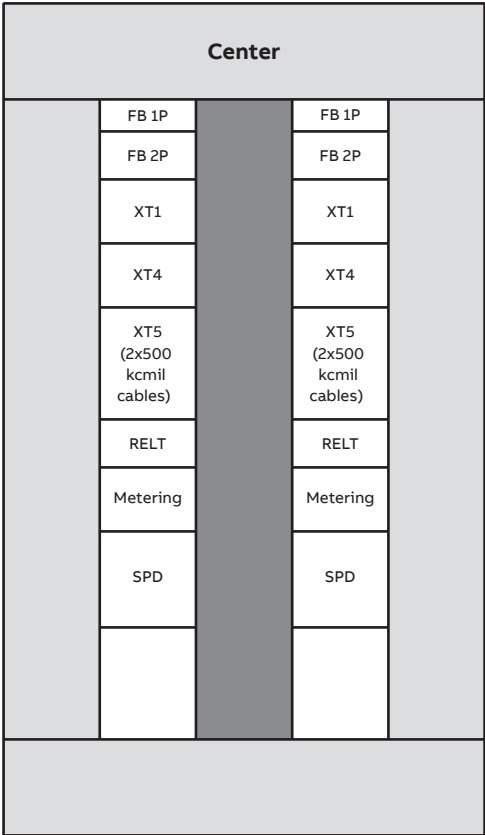 Center
FB 1P
FB 2P
XT1
XT4
XT5
(2x500
kcmil
cables)
RELT
Metering
SPD
FB 1P
FB 2P
XT1
XT4
XT5
(2x500
kcmil
cables)
RELT
Metering
SPD